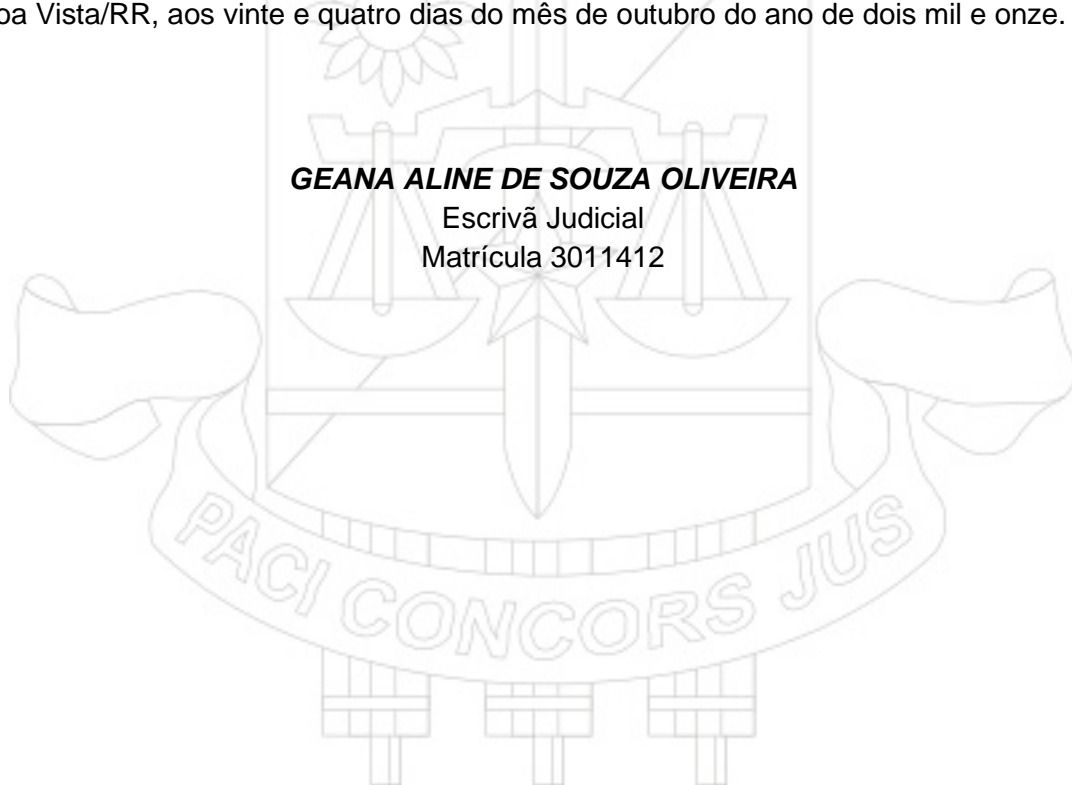 oa Vista/RR, aos vinte e quatro dias do mês de outubro do ano de dois mil e onze.
GEANA ALINE DE SOUZA OLIVEIRA
Escrivã Judicial
Matrícula 3011412
PACI CONCORS JUS